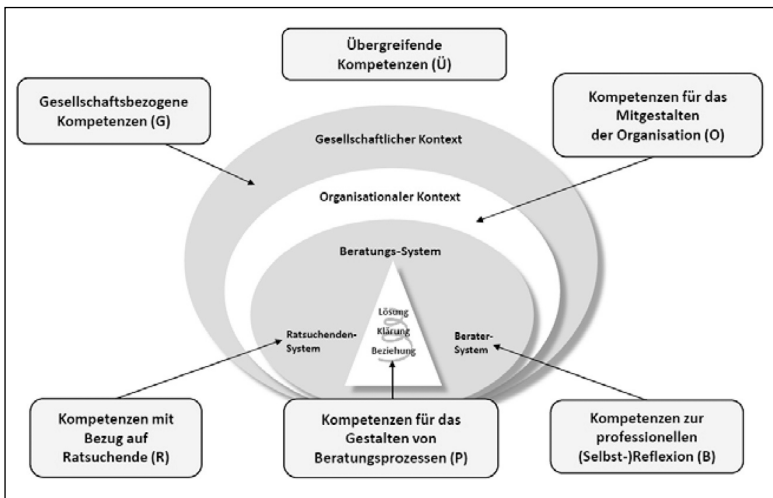 Übergreifende
Kompetenzen (Ü)
Gesellschaftsbezogene
Kompetenzen (G)
Kompetenzen für das
Mitgestalten
der Organisation (O)
Gesellschaftlicher Kontext
Organisationaler Kontext
Beratungs-System
Lösung
Klärung
Beziehung
Ratsuchenden-
System
Berater-
System
Kompetenzen mit
Bezug auf
Ratsuchende (R)
Kompetenzen für das
Gestalten von
Beratungsprozessen (P)
Kompetenzen zur
professionellen
(Selbst-)Reflexion (B)